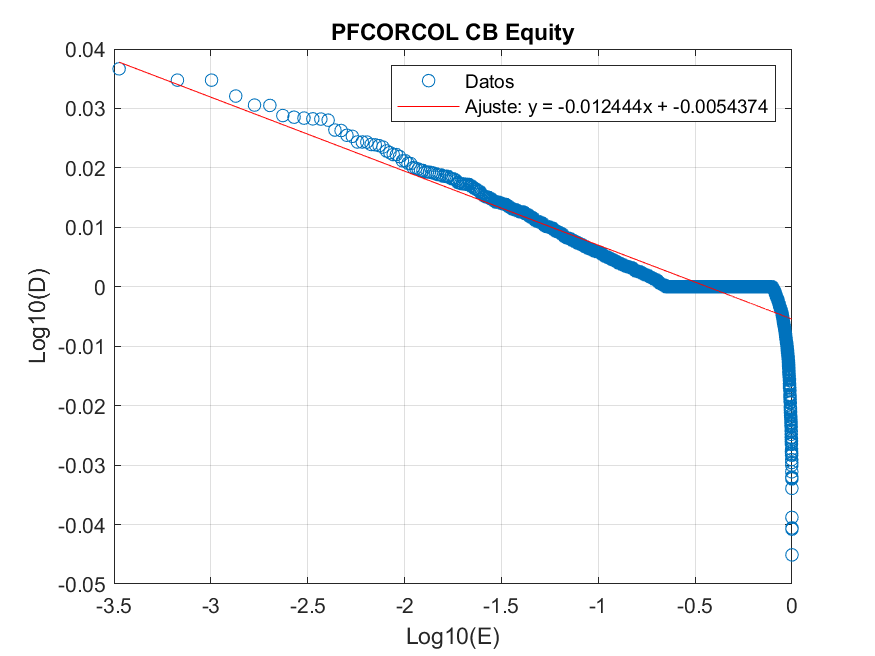 PFCORCOL CB Equity
Datos
Ajuste: y = -0.012444x + -0.0054374
0.04
0.03
0.02
0.01
0
-0.01
-0.02
-0.03
-0.04
-0.05
Log10(D)
-3.5 -3 -2.5 -2 -1.5 -1 -0.5 0
Log10(E)